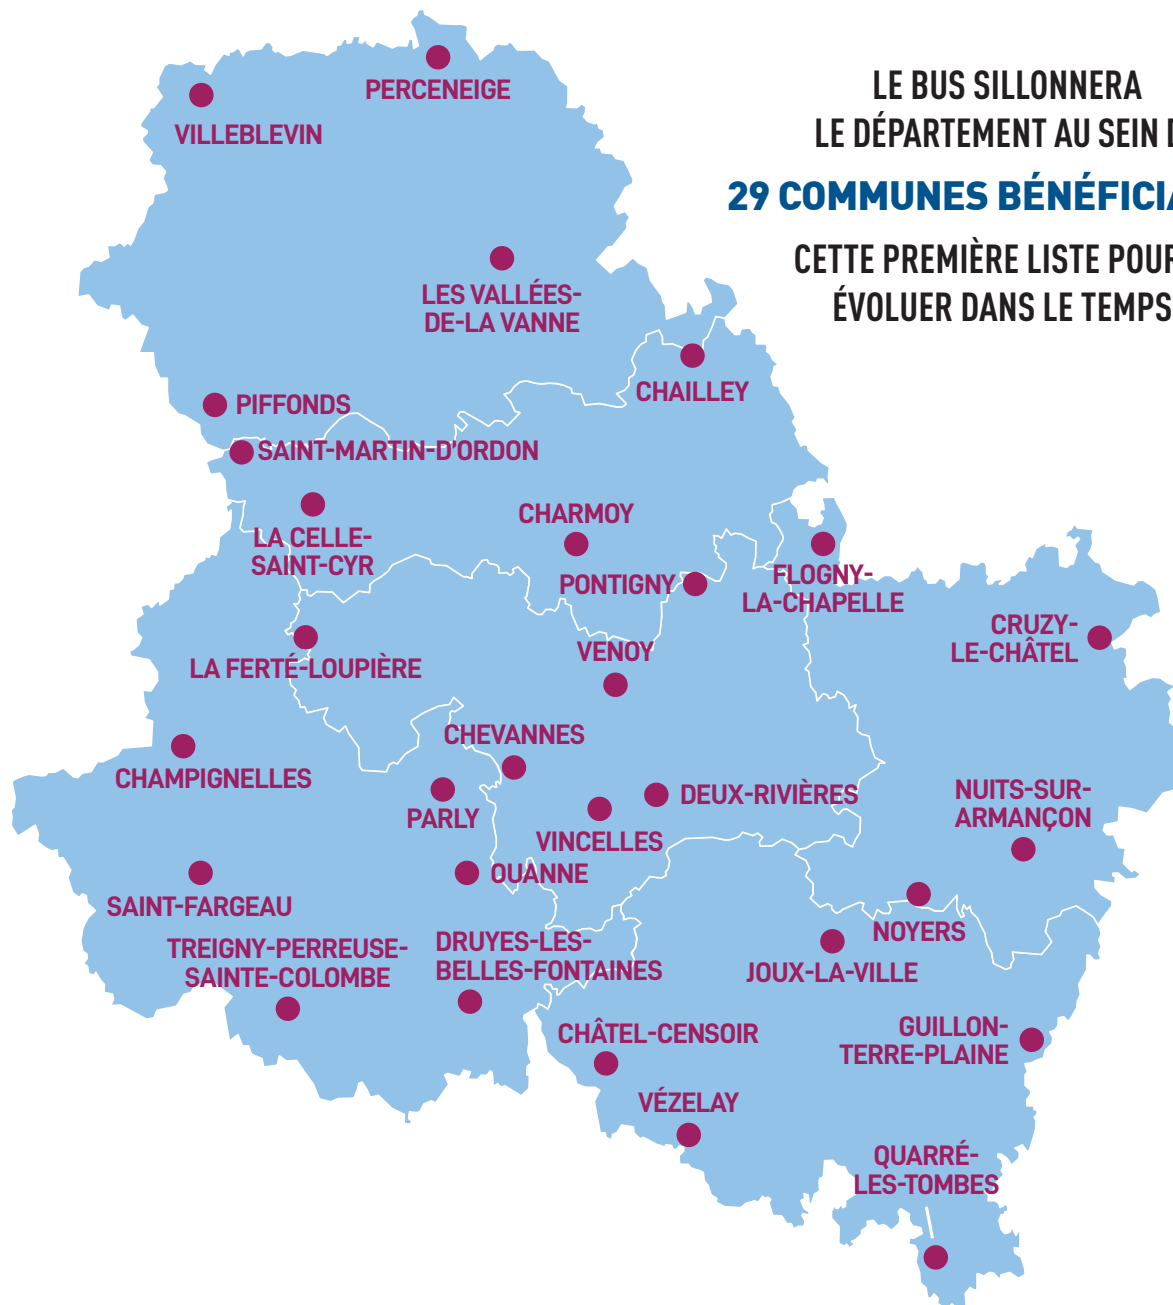 PERCENEIGE
VILLEBLEVIN
LE BUS SILLONNERA
LE DÉPARTEMENT AU SEIN D
29 COMMUNES BÉNÉFICIA
CETTE PREMIÈRE LISTE POUR
ÉVOLUER DANS LE TEMPS
LES VALLÉES-
DE-LA VANNE
CHAILLEY
PIFFONDS
SAINT-MARTIN-D'ORDON
LA CELLE-
SAINT-CYR
CHARMOY
PONTIGNY
FLOGNY-
LA-CHAPELLE
CRUZY-
LE-CHÂTEL
LA FERTÉ-LOUPIÈRE
VENOY
CHAMPIGNELLES
CHEVANNES
PARLY
DEUX-RIVIÈRES
VINCELLES
NUITS-SUR-
ARMANÇON
OUANNE
SAINT-FARGEAU
NOYERS
TREIGNY-PERREUSE-
SAINTE-COLOMBE
DRUYES-LES-
BELLES-FONTAINES
JOUX-LA-VILLE
CHÂTEL-CENSOIR
GUILLON-
TERRE-PLAINE
VÉZELAY
QUARRÉ-
LES-TOMBES